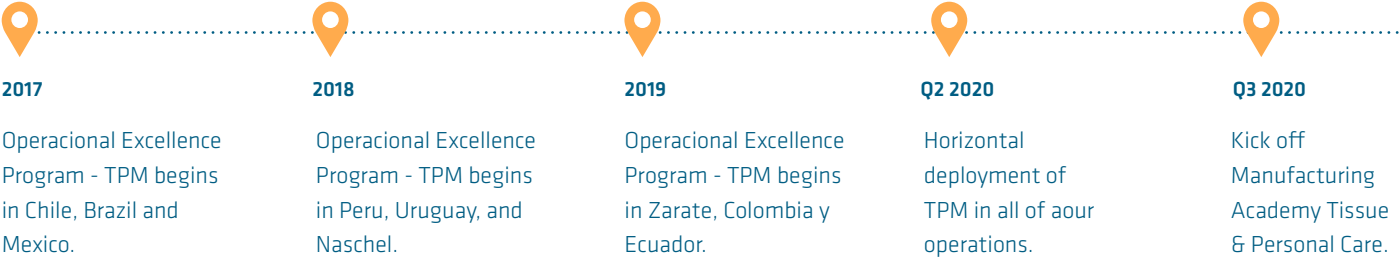 2017
Operacional Excellence
Program - TPM begins
in Chile, Brazil and
Mexico.
2018
Operacional Excellence
Program - TPM begins
in Peru, Uruguay, and
Naschel.
2019
Operacional Excellence
Program - TPM begins
in Zarate, Colombia y
Ecuador.
Q2 2020
Horizontal
deployment of
TPM in all of aour
operations.
Q3 2020
Kick off
Manufacturing
Academy Tissue
& Personal Care.